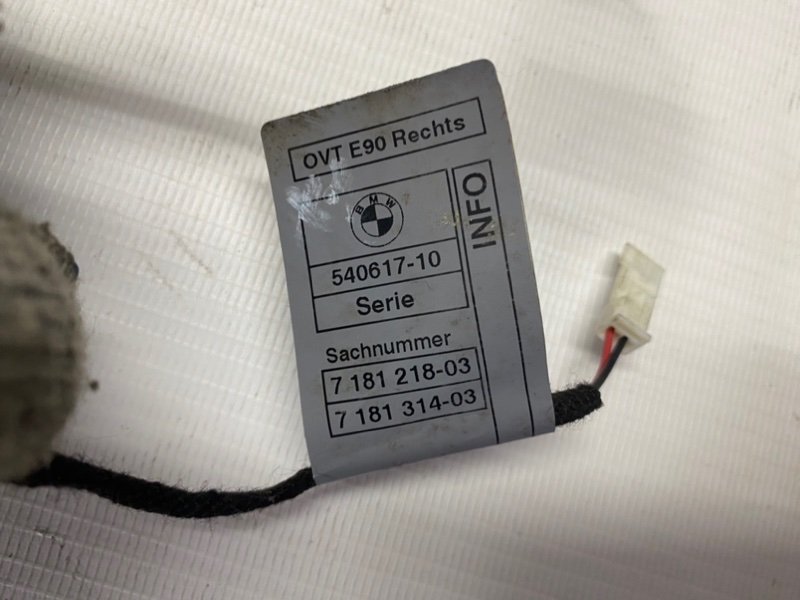 OVT E90 Rechts
BMW
INFO
540617-10
Serie
Sachnummer
7 181 218-03
7 181 314-03